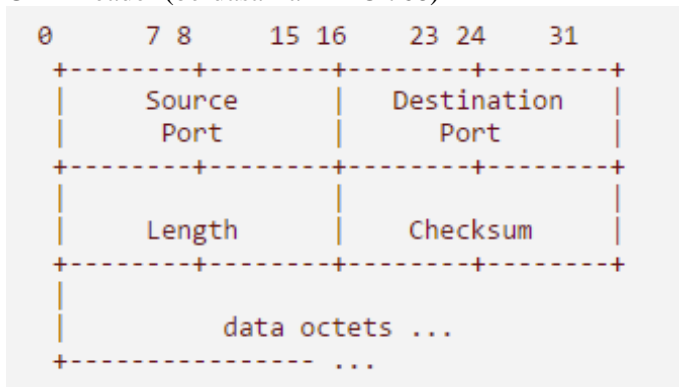 0 7 8 15 16 23 24 31
+--------+--------+--------+--------+
| Source | Destination |
| Port | Port |
+--------+--------+--------+--------+
| | |
| Length | Checksum |
+--------+--------+--------+--------+
|
| data octets ...
+---------------- ...